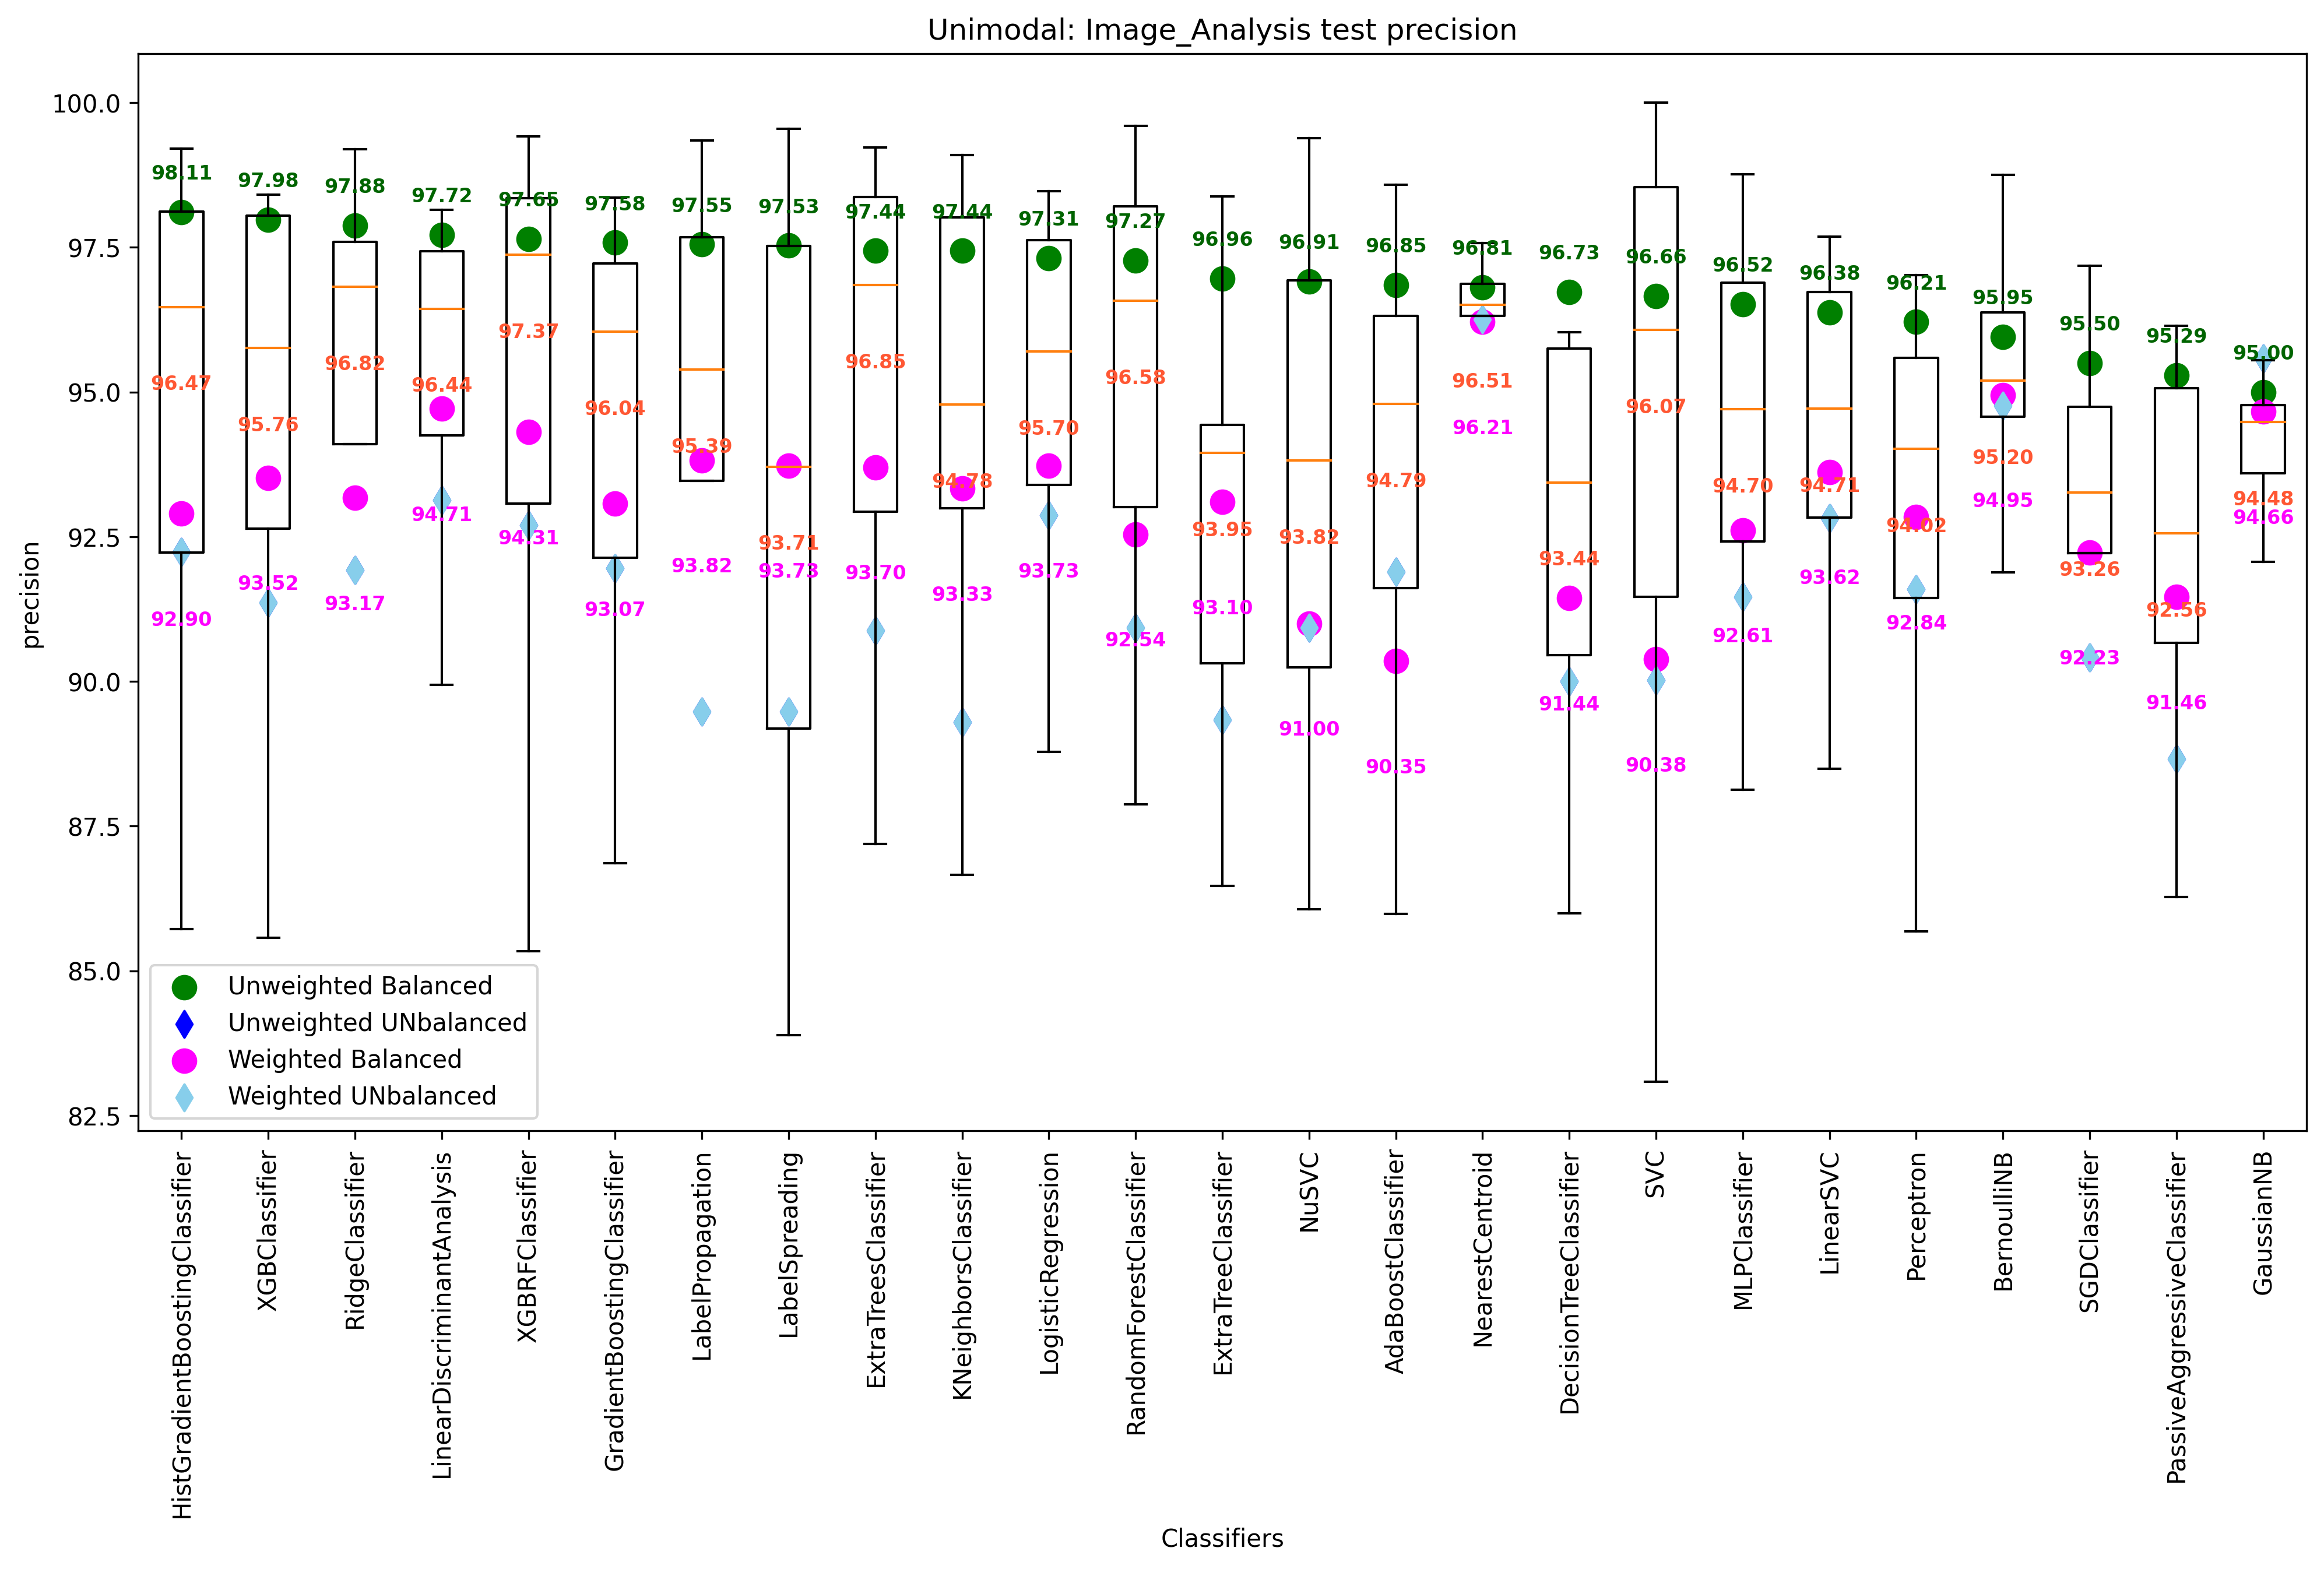 Unimodal: Image_Analysis test precision
precision
100.0
97.5
95.0
92.5
90.0
87.5
85.0
82.5
98.11
97.98
97.88
97.72
97.65
97.58
97.55
97.53
97.44
97.44
97.31
97.27
96.96
96.91
96.85
96.81
96.73
96.66
96.52
96.38
96.21
95.95
95.50
95.29
95.00
96.47
95.76
96.82
96.44
97.37
96.04
95.39
93.71
96.85
94.78
95.70
96.58
93.95
93.82
94.79
96.51
93.44
96.07
94.70
94.71
94.02
95.20
93.26
92.56
94.48
92.90
93.52
93.17
94.71
94.31
93.07
93.82
93.73
93.70
93.33
93.73
92.54
93.10
91.00
90.35
96.21
91.44
90.38
92.61
93.62
92.84
94.95
92.23
91.46
94.66
Unweighted Balanced
Unweighted UNbalanced
Weighted Balanced
Weighted UNbalanced
HistGradientBoostingClassifier
XGBClassifier
RidgeClassifier
LinearDiscriminantAnalysis
XGBRFClassifier
GradientBoostingClassifier
LabelPropagation
LabelSpreading
ExtraTreesClassifier
KNeighborsClassifier
LogisticRegression
RandomForestClassifier
ExtraTreeClassifier
NuSVC
AdaBoostClassifier
NearestCentroid
DecisionTreeClassifier
SVC
MLPClassifier
LinearSVC
Perceptron
BernoulliNB
SGDClassifier
PassiveAggressiveClassifier
GaussianNB
Classifiers